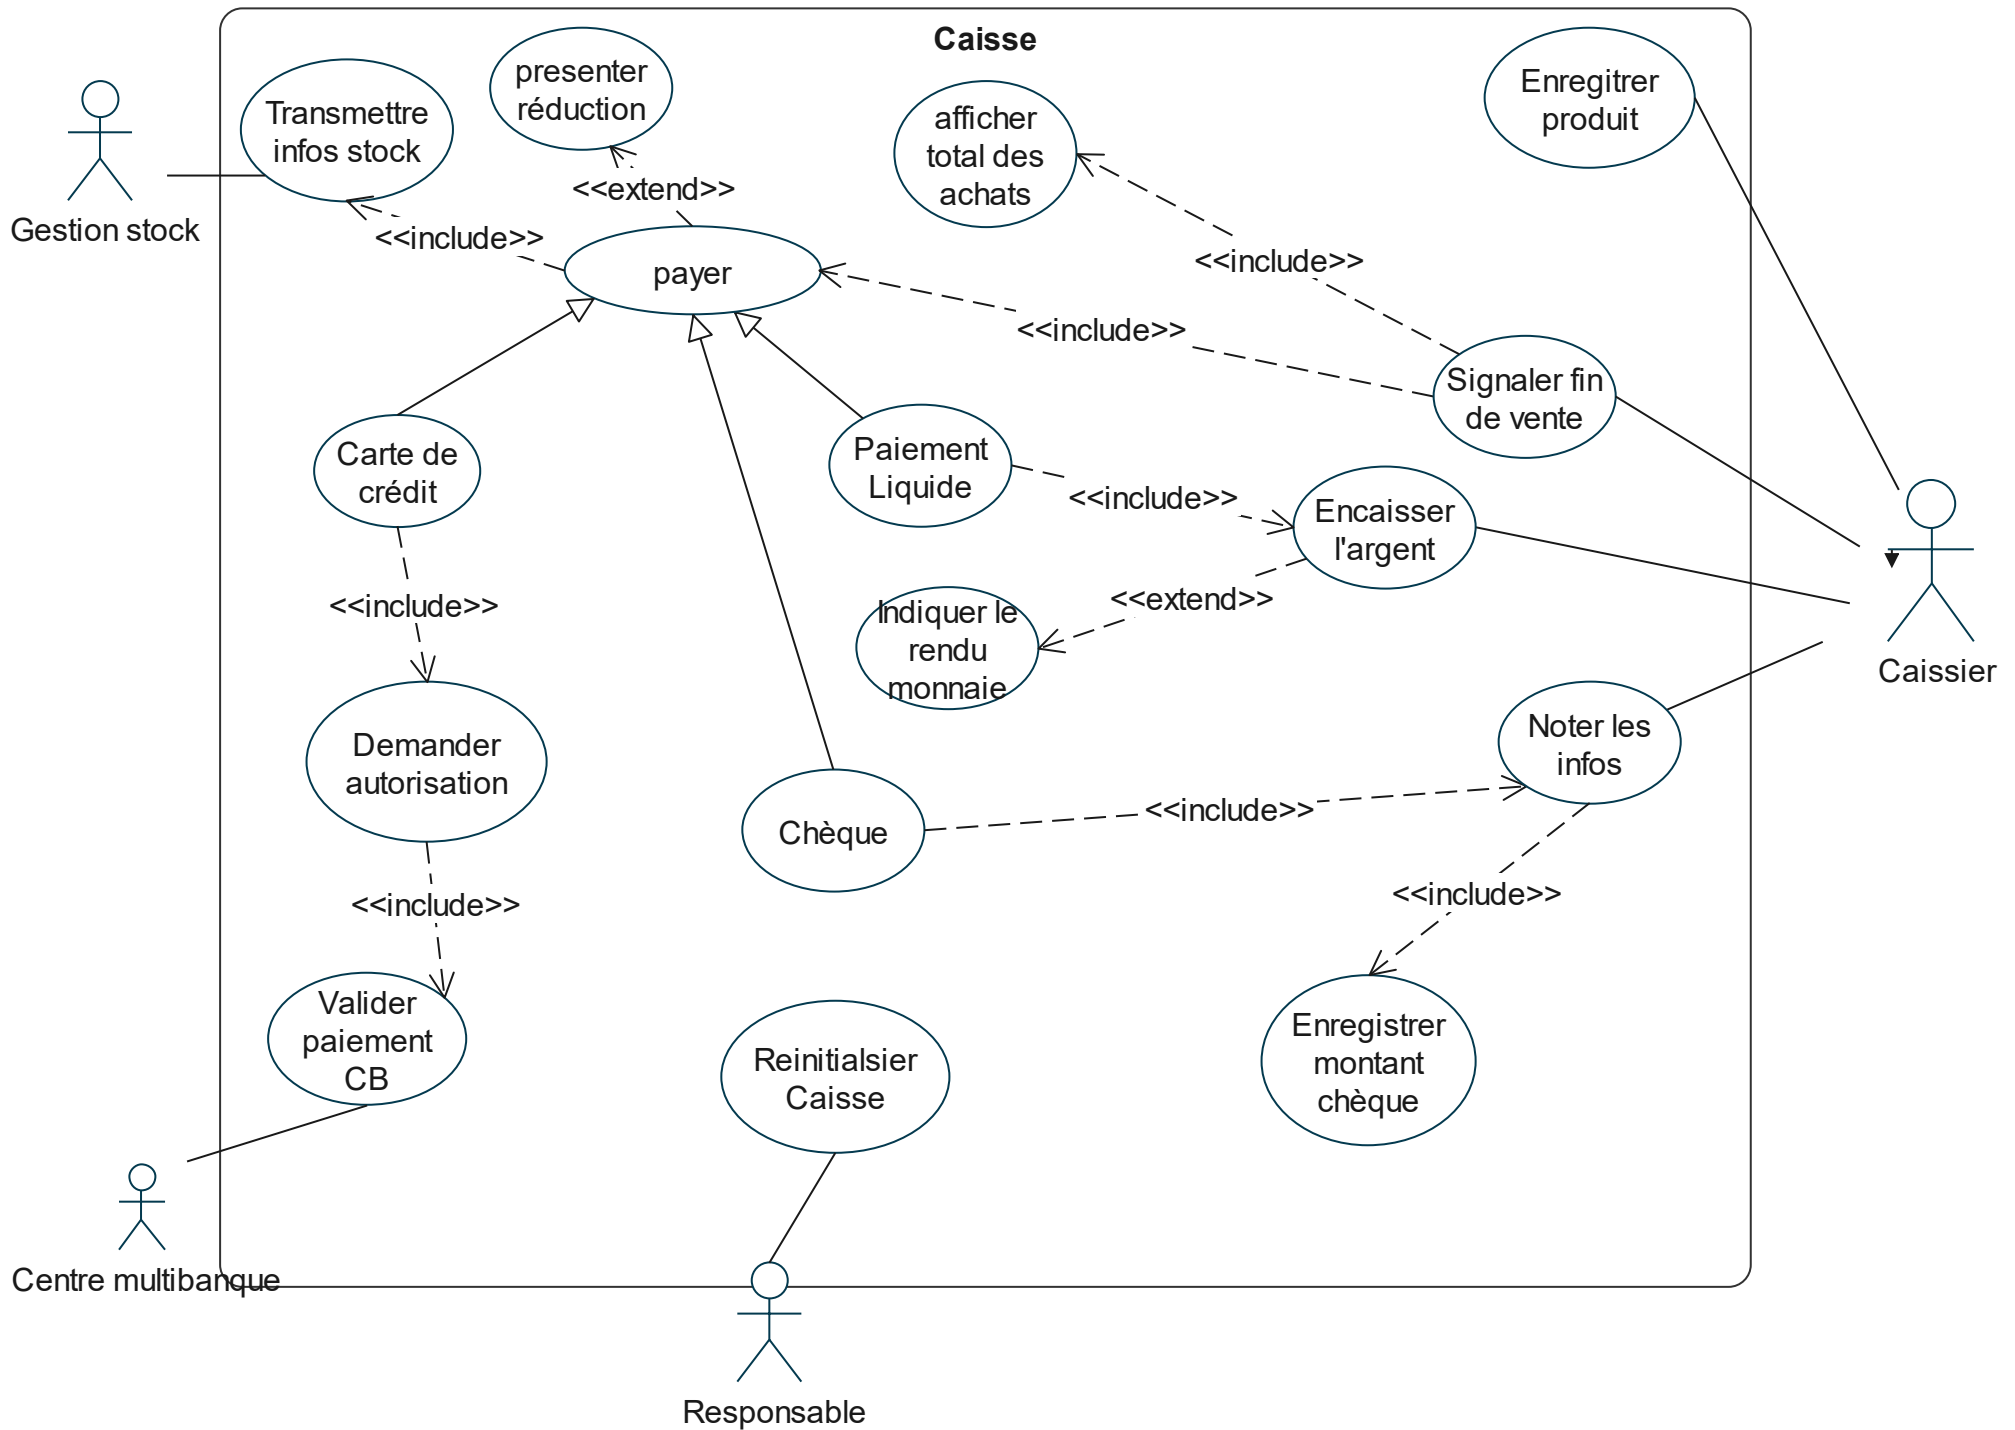 Caisse
Transmettre
infos stock
presenter
réduction
afficher
total des
achats
Enregitrer
produit
Gestion stock
<<extend>>
<<include>>
payer
<<include>>
<<include>>
Signaler fin
de vente
Carte de
crédit
Paiement
Liquide
<<include>>
Encaisser
l'argent
<<include>>
<<extend>>
Indiquer le
rendu
monnaie
Caissier
Demander
autorisation
Noter les
infos
Chèque
<<include>>
<<include>>
<<include>>
Valider
paiement
CB
Reinitialsier
Caisse
Enregistrer
montant
chèque
Centre multibanque
Responsable